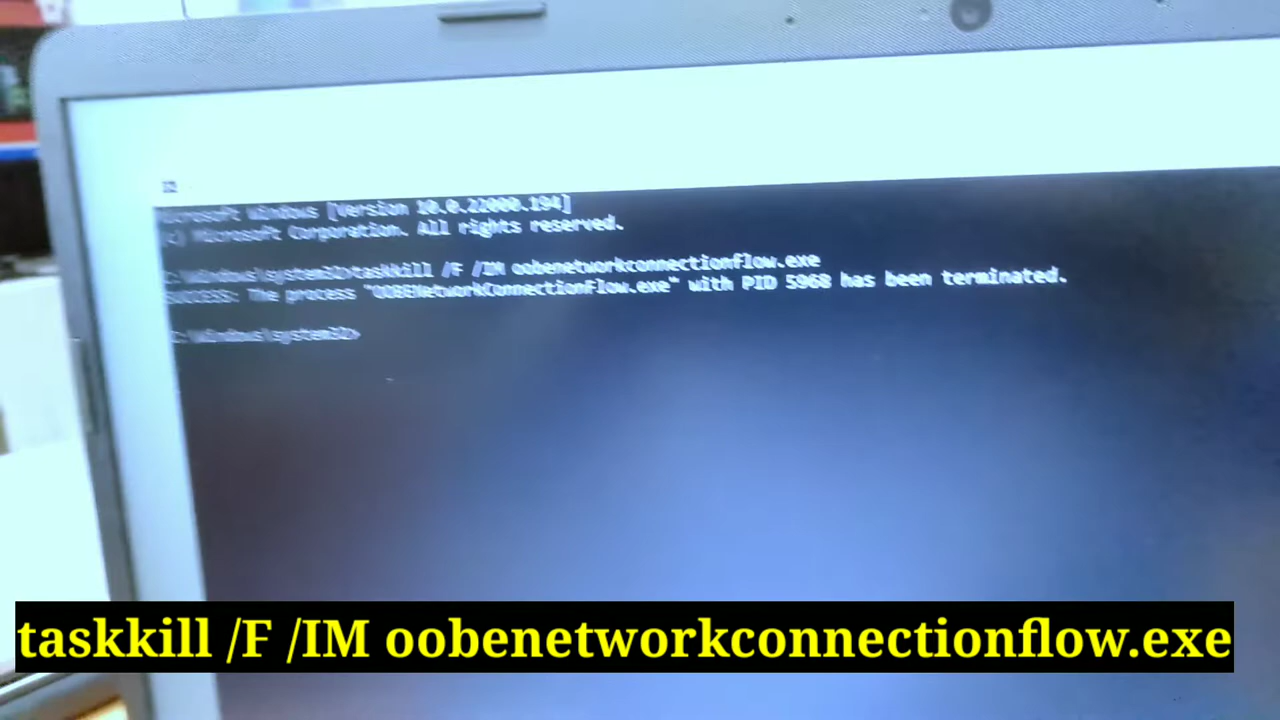 Microsoft Windows [Version 10.0.22000.194]
(c) Microsoft Corporation. All rights reserved.
C:\Windows\system32>taskkill /F /IM oobenetworkconnectionflow.exe
SUCCESS: The process "OOBENetworkConnectionFlow.exe" with PID 5968 has been terminated.
C:\Windows\system32>
taskkill /F /IM oobenetworkconnectionflow.exe